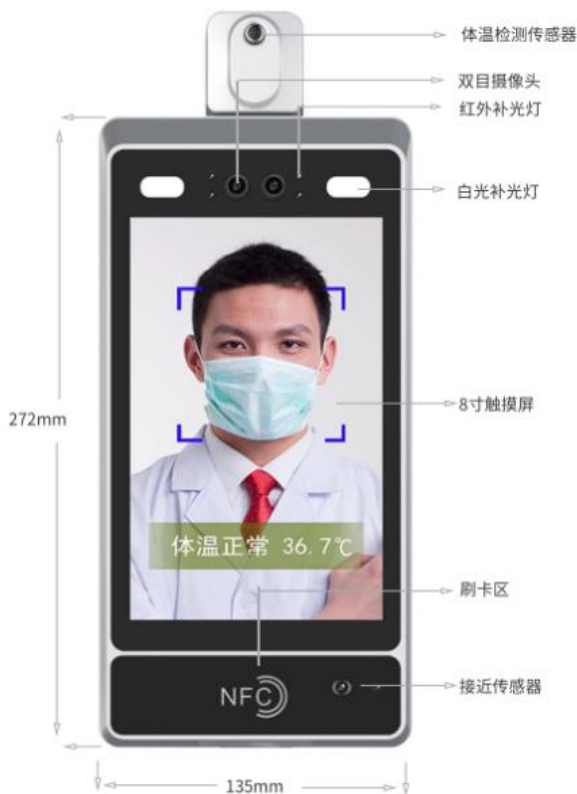 体温检测传感器
双目摄像头
红外补光灯
白光补光灯
272mm
8寸触摸屏
体温正常 36.7℃
刷卡区
NFC
接近传感器
135mm